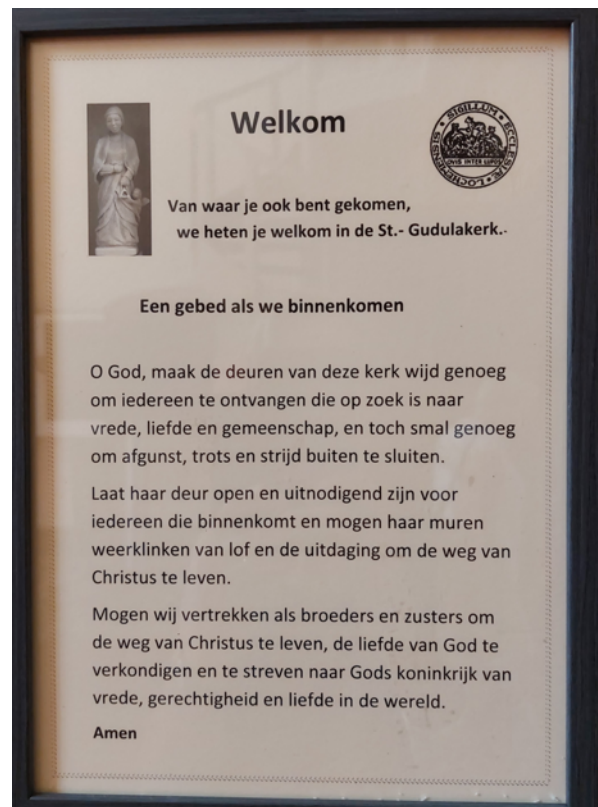 Welkom
SIGILLUM ECCLESIÆ LOCHEMENSIS
OVIS INTER LUPOS
Van waar je ook bent gekomen,
we heten je welkom in de St.- Gudulakerk.-
Een gebed als we binnenkomen
O God, maak de deuren van deze kerk wijd genoeg
om iedereen te ontvangen die op zoek is naar
vrede, liefde en gemeenschap, en toch smal genoeg
om afgunst, trots en strijd buiten te sluiten.
Laat haar deur open en uitnodigend zijn voor
iedereen die binnenkomt en mogen haar muren
weerklinken van lof en de uitdaging om de weg van
Christus te leven.
Mogen wij vertrekken als broeders en zusters om
de weg van Christus te leven, de liefde van God te
verkondigen en te streven naar Gods koninkrijk van
vrede, gerechtigheid en liefde in de wereld.
Amen